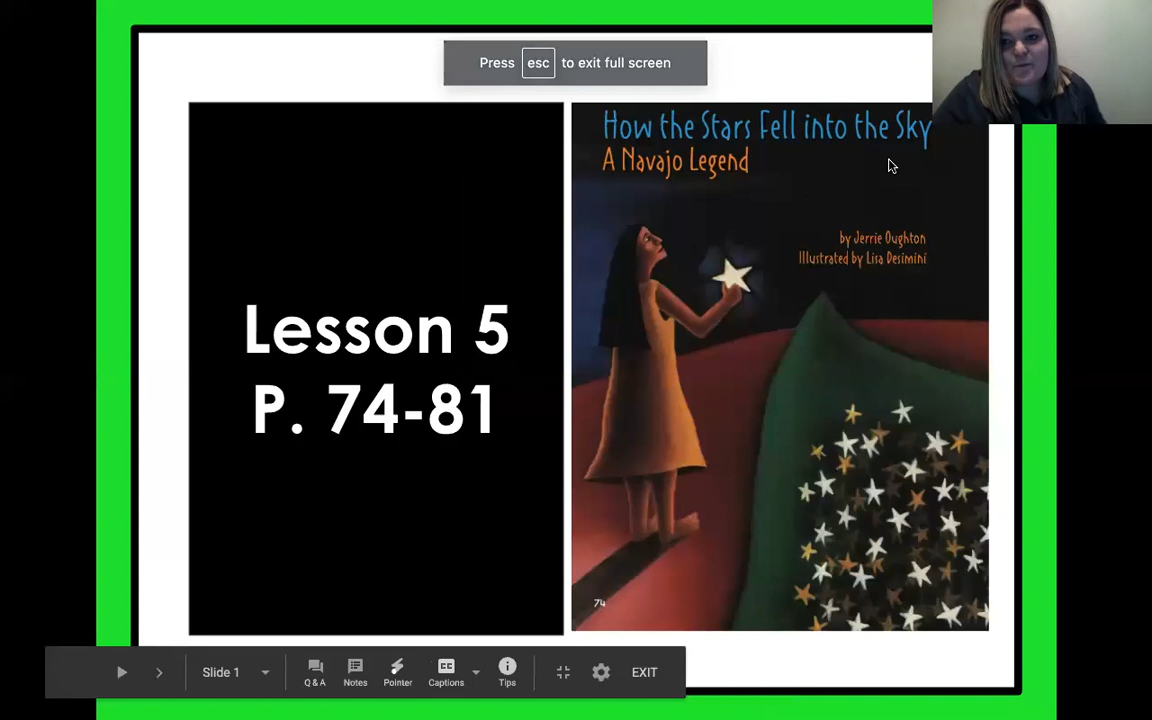 Press esc to exit full screen
How the Stars Fell into the Sky
A Navajo Legend
by Jerrie Oughton
Illustrated by Lisa Desimini
Lesson 5
P. 74-81
74
Slide 1
Q & A
Notes
Pointer
CC
Captions
Tips
EXIT